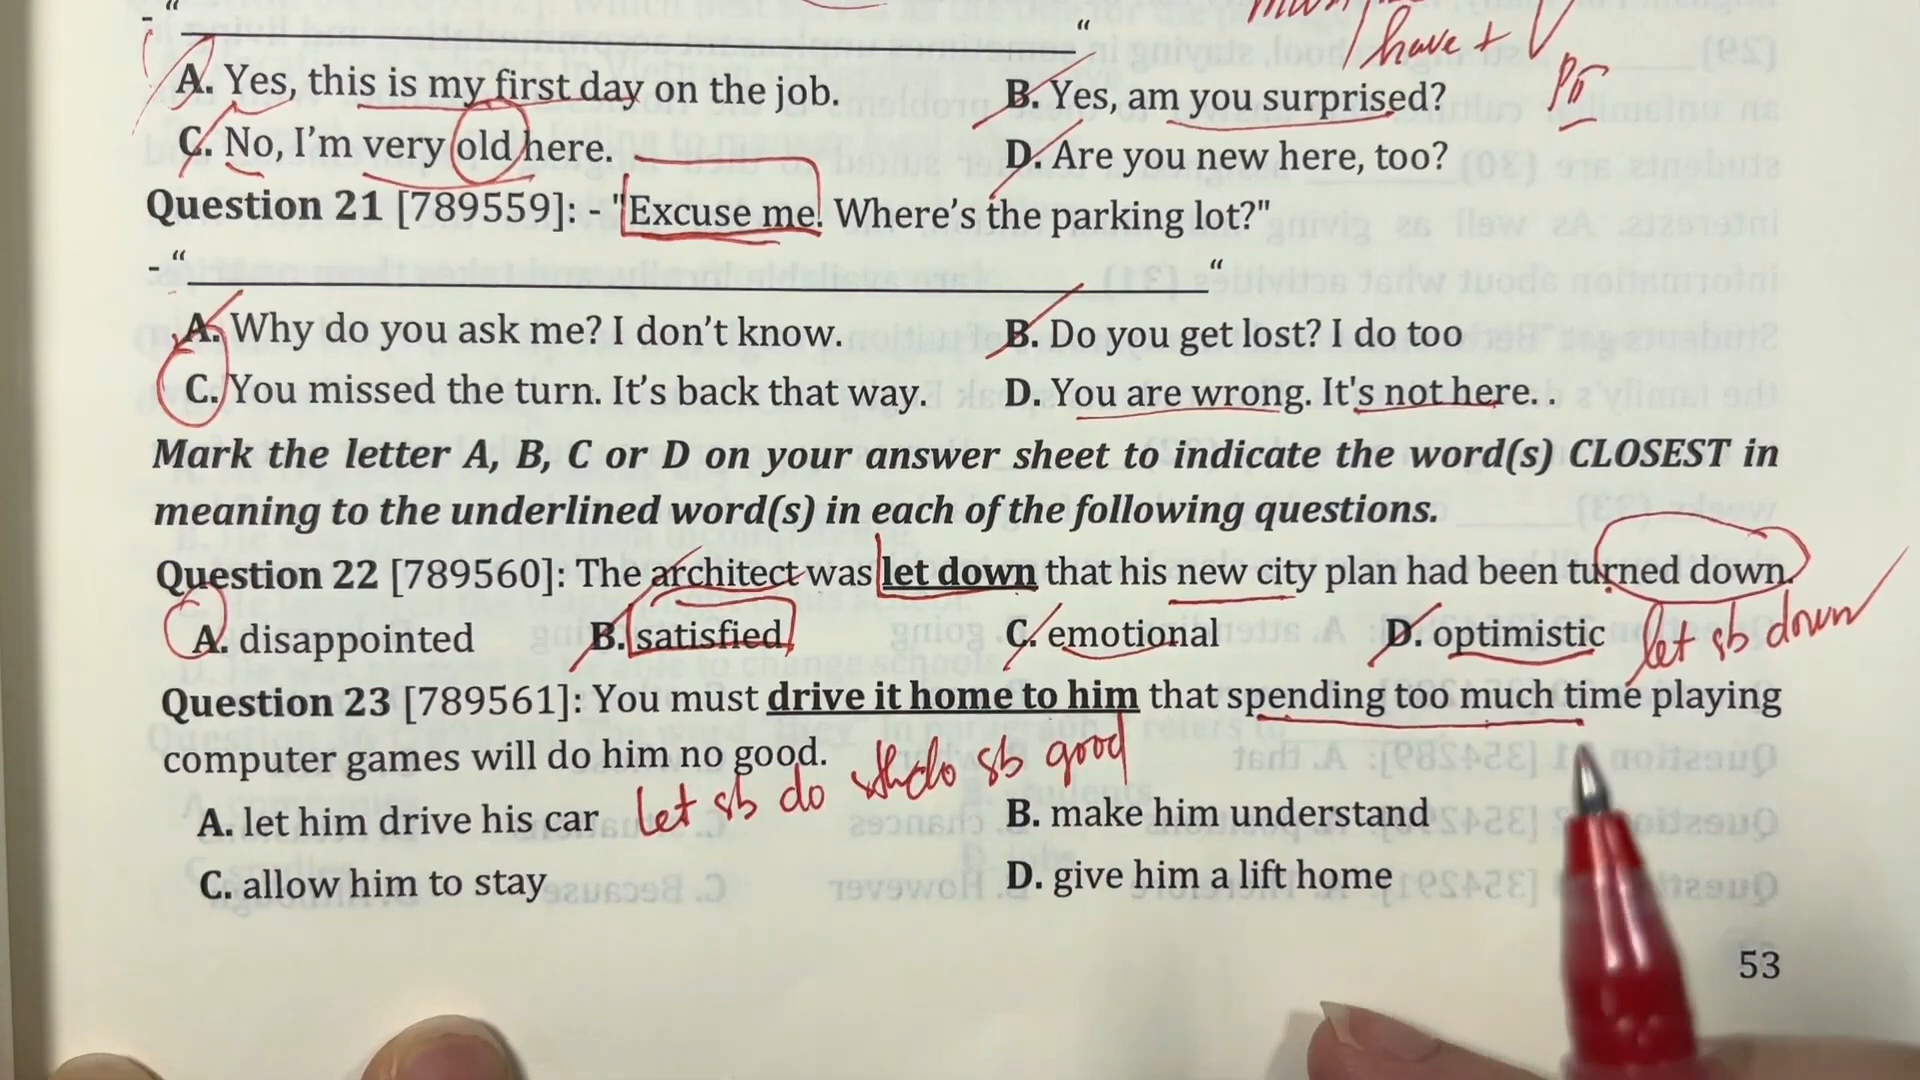 - “ “
have + V
PII
A. Yes, this is my first day on the job. B. Yes, am you surprised?
C. No, I’m very old here. D. Are you new here, too?
Question 21 [789559]: - "Excuse me. Where’s the parking lot?"
- “ “
A. Why do you ask me? I don’t know. B. Do you get lost? I do too
C. You missed the turn. It’s back that way. D. You are wrong. It's not here. .
Mark the letter A, B, C or D on your answer sheet to indicate the word(s) CLOSEST in
meaning to the underlined word(s) in each of the following questions.
Question 22 [789560]: The architect was let down that his new city plan had been turned down.
A. disappointed B. satisfied C. emotional D. optimistic
let sb down
Question 23 [789561]: You must drive it home to him that spending too much time playing
computer games will do him no good.
do sb good
let sb do sth
A. let him drive his car B. make him understand
C. allow him to stay D. give him a lift home
53